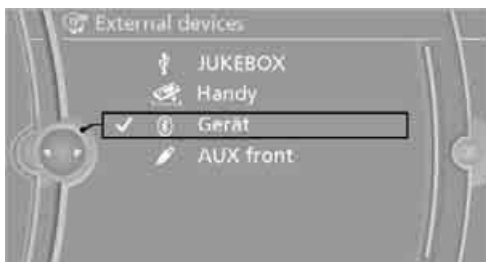 External devices
JUKEBOX
Handy
Gerät
AUX front